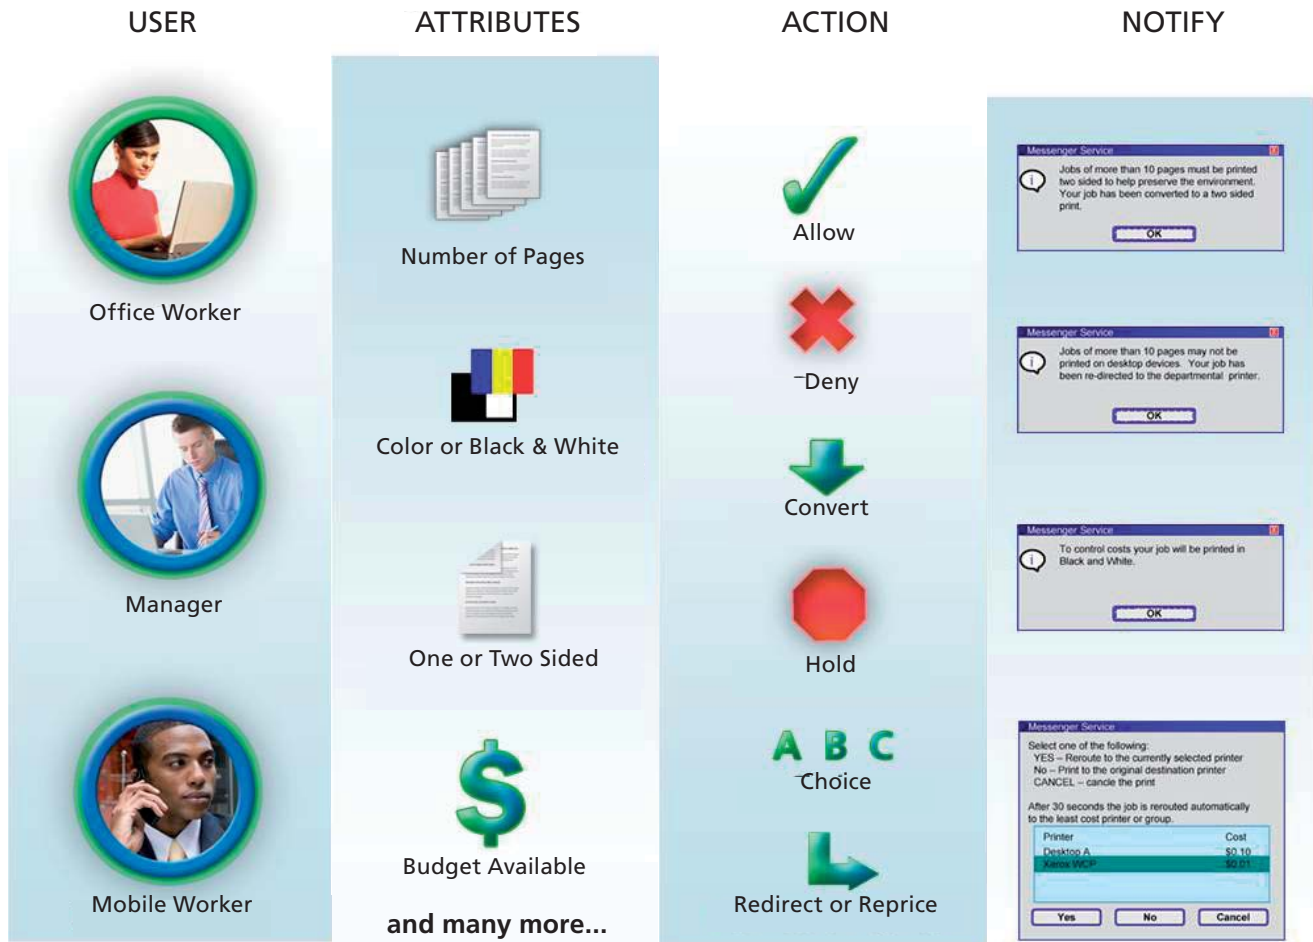 USER
ATTRIBUTES
ACTION
NOTIFY
Office Worker
Manager
Mobile Worker
Number of Pages
Color or Black & White
One or Two Sided
Budget Available
and many more...
Allow
Deny
Convert
Hold
A B C
Choice
Redirect or Reprice
Messenger Service
Jobs of more than 10 pages must be printed
two sided to help preserve the environment.
Your job has been converted to a two sided
print.
OK
Messenger Service
Jobs of more than 10 pages may not be
printed on desktop devices. Your job has
been re-directed to the departmental printer.
OK
Messenger Service
To control costs your job will be printed in
Black and White.
OK
Messenger Service
Select one of the following:
YES – Reroute to the currently selected printer
No – Print to the original destination printer
CANCEL – cancle the print
After 30 seconds the job is rerouted automatically
to the least cost printer or group.
Printer Cost
Desktop A $0.10
Xerox WCP $0.01
Yes No Cancel